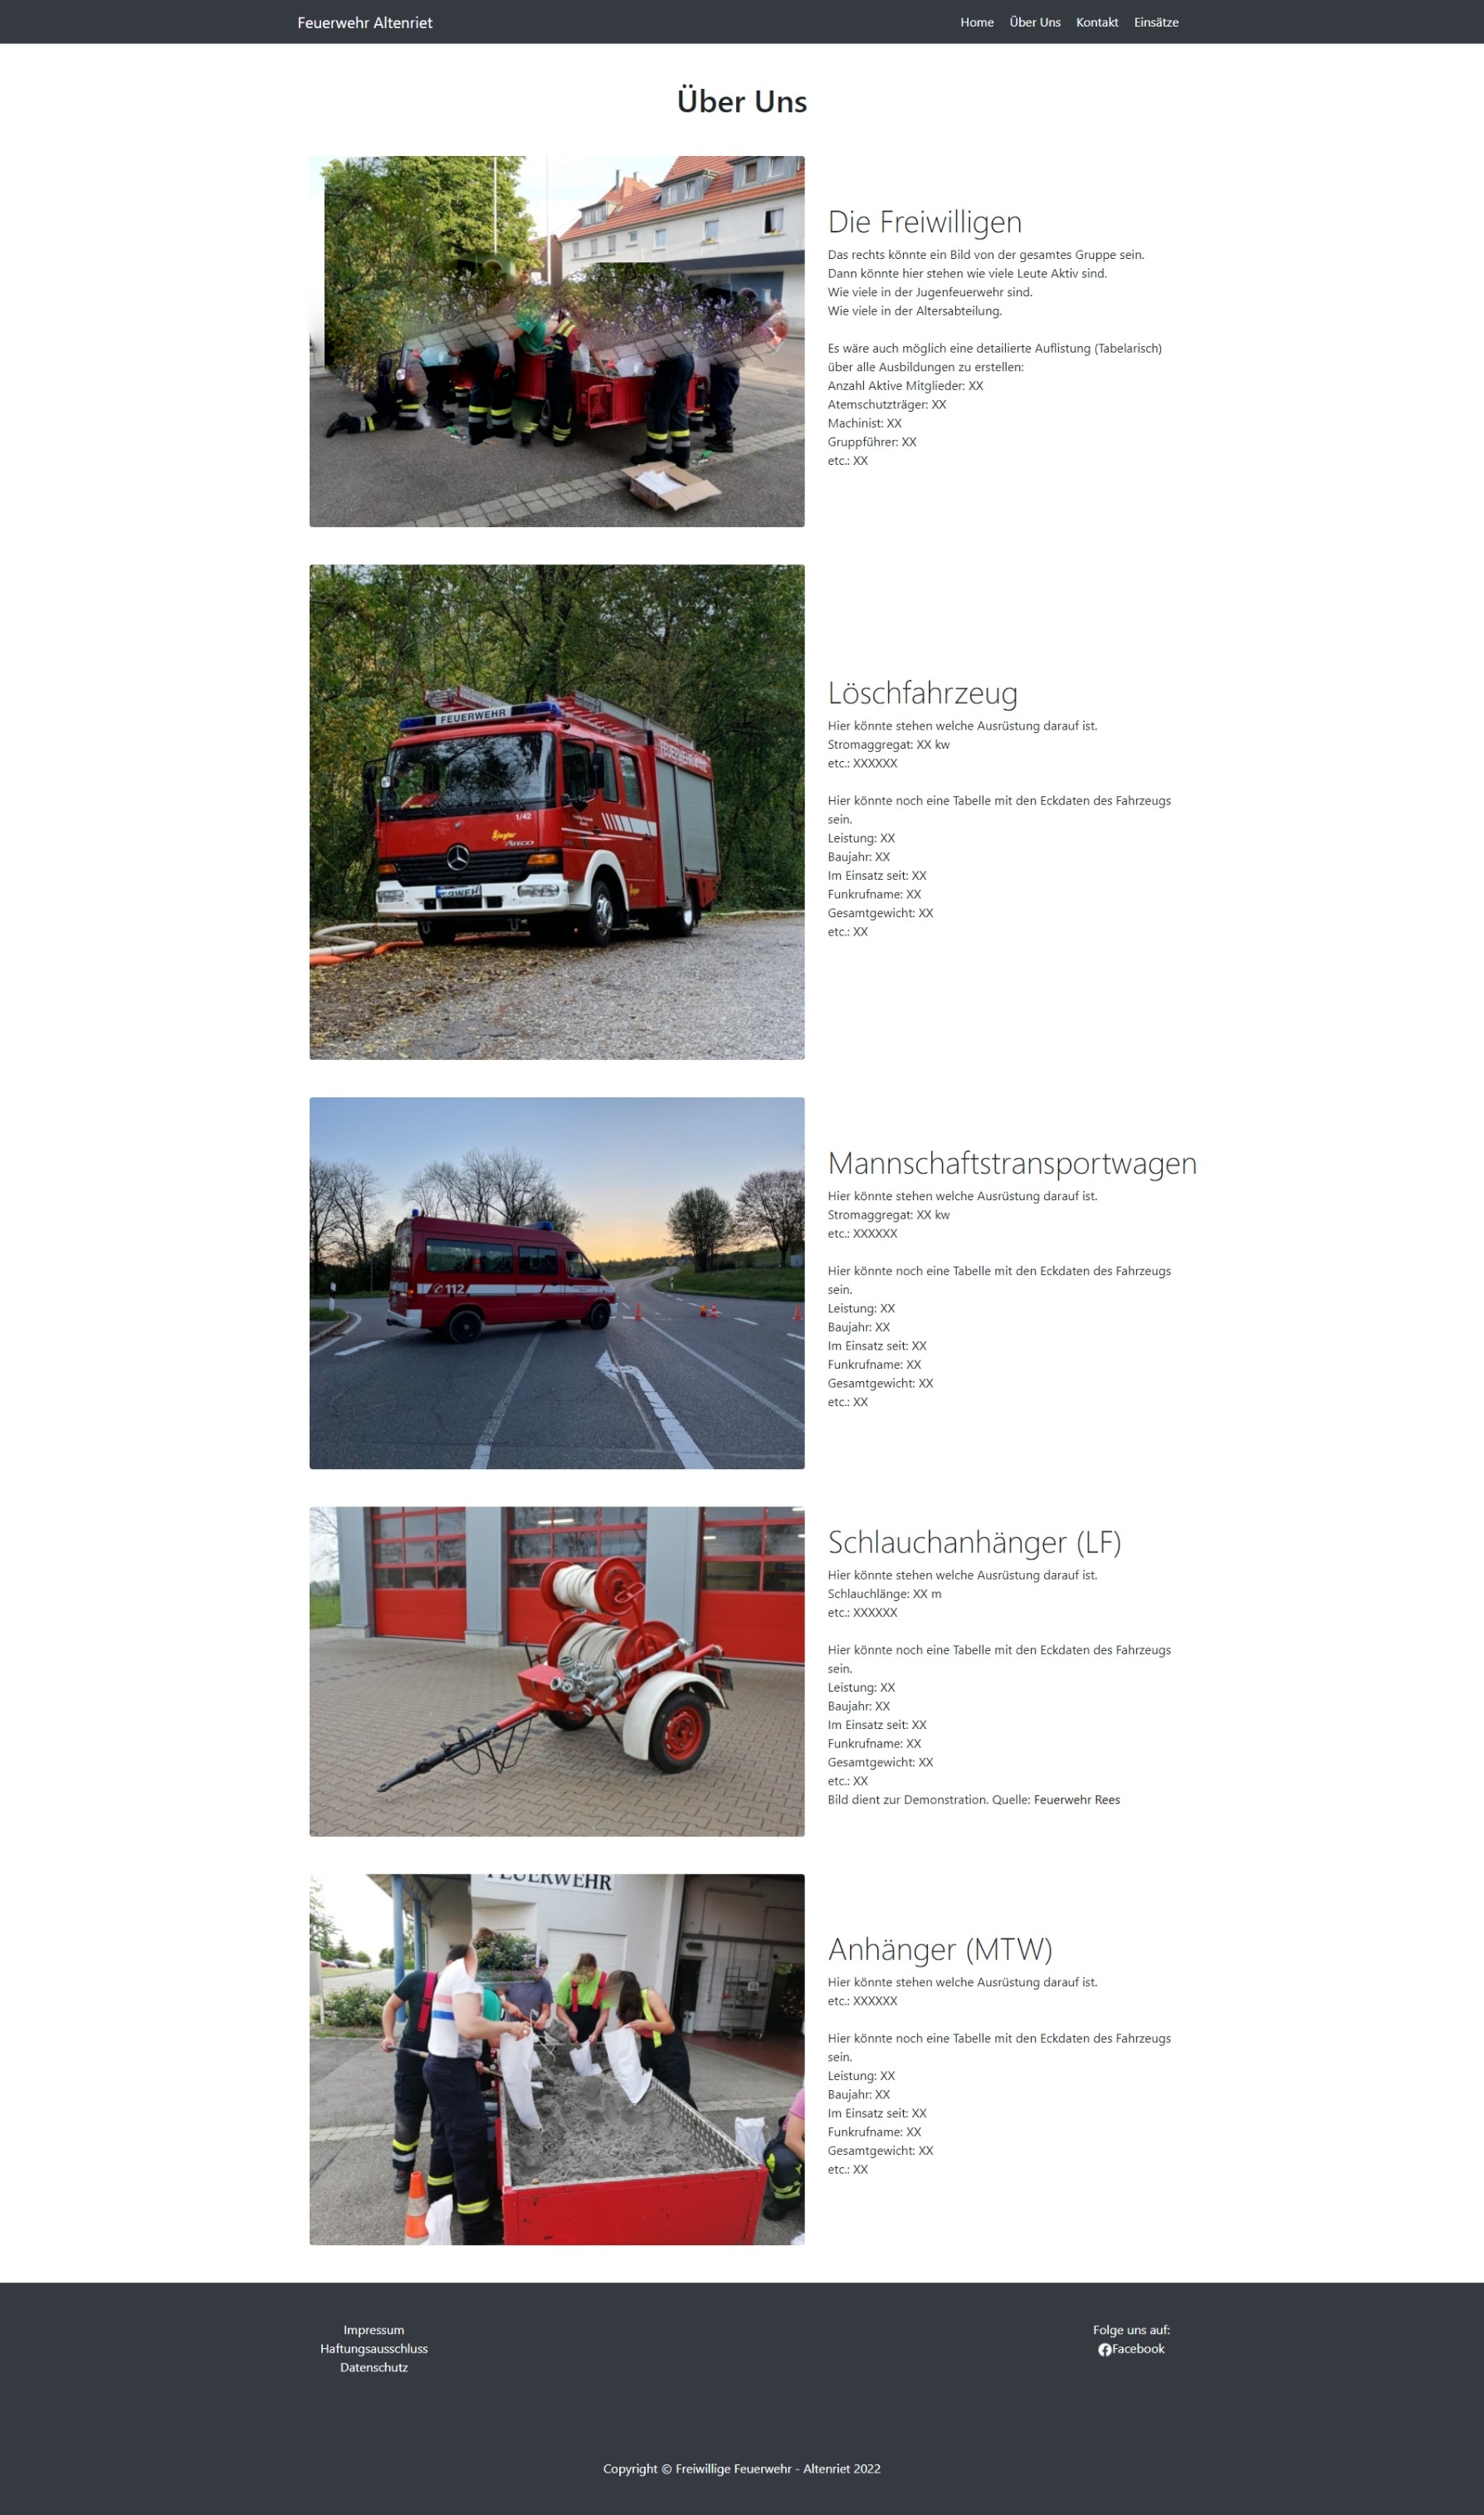 Feuerwehr Altenriet
Home Über Uns Kontakt Einsätze
Über Uns
Die Freiwilligen
Das rechts könnte ein Bild von der gesamtes Gruppe sein.
Dann könnte hier stehen wie viele Leute Aktiv sind.
Wie viele in der Jugenfeuerwehr sind.
Wie viele in der Altersabteilung.
Es wäre auch möglich eine detailierte Auflistung (Tabelarisch)
über alle Ausbildungen zu erstellen:
Anzahl Aktive Mitglieder: XX
Atemschutzträger: XX
Machinist: XX
Gruppführer: XX
etc.: XX
FEUERWEHR
1/42
Ziegler
ATEGO
Löschfahrzeug
Hier könnte stehen welche Ausrüstung darauf ist.
Stromaggregat: XX kw
etc.: XXXXXX
Hier könnte noch eine Tabelle mit den Eckdaten des Fahrzeugs
sein.
Leistung: XX
Baujahr: XX
Im Einsatz seit: XX
Funkrufname: XX
Gesamtgewicht: XX
etc.: XX
112
Mannschaftstransportwagen
Hier könnte stehen welche Ausrüstung darauf ist.
Stromaggregat: XX kw
etc.: XXXXXX
Hier könnte noch eine Tabelle mit den Eckdaten des Fahrzeugs
sein.
Leistung: XX
Baujahr: XX
Im Einsatz seit: XX
Funkrufname: XX
Gesamtgewicht: XX
etc.: XX
Schlauchanhänger (LF)
Hier könnte stehen welche Ausrüstung darauf ist.
Schlauchlänge: XX m
etc.: XXXXXX
Hier könnte noch eine Tabelle mit den Eckdaten des Fahrzeugs
sein.
Leistung: XX
Baujahr: XX
Im Einsatz seit: XX
Funkrufname: XX
Gesamtgewicht: XX
etc.: XX
Bild dient zur Demonstration. Quelle: Feuerwehr Rees
FEUERWEHR
Anhänger (MTW)
Hier könnte stehen welche Ausrüstung darauf ist.
etc.: XXXXXX
Hier könnte noch eine Tabelle mit den Eckdaten des Fahrzeugs
sein.
Leistung: XX
Baujahr: XX
Im Einsatz seit: XX
Funkrufname: XX
Gesamtgewicht: XX
etc.: XX
Impressum
Haftungsausschluss
Datenschutz
Folge uns auf:
Facebook
Copyright © Freiwillige Feuerwehr - Altenriet 2022